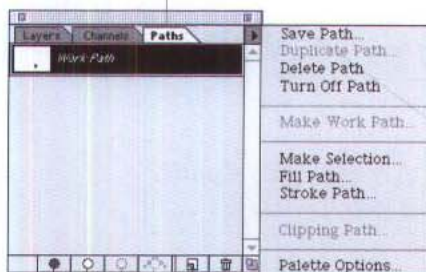 Layers Channels Paths
Work Path
Save Path...
Duplicate Path...
Delete Path
Turn Off Path
Make Work Path...
Make Selection...
Fill Path...
Stroke Path...
Clipping Path...
Palette Options...